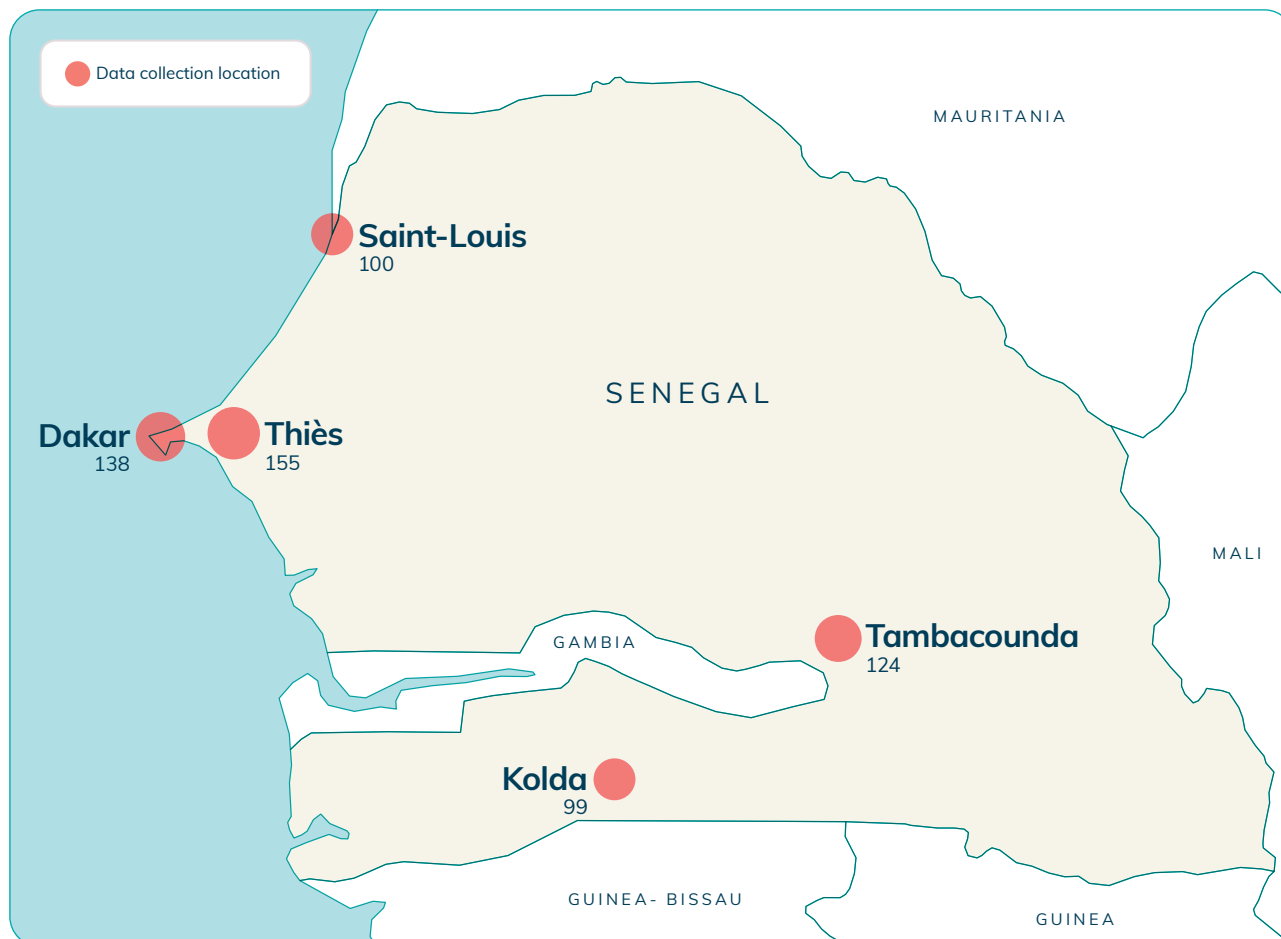 Data collection location
MAURITANIA
Saint-Louis
100
SENEGAL
Dakar
138
Thiès
155
MALI
GAMBIA
Tambacounda
124
Kolda
99
GUINEA- BISSAU
GUINEA